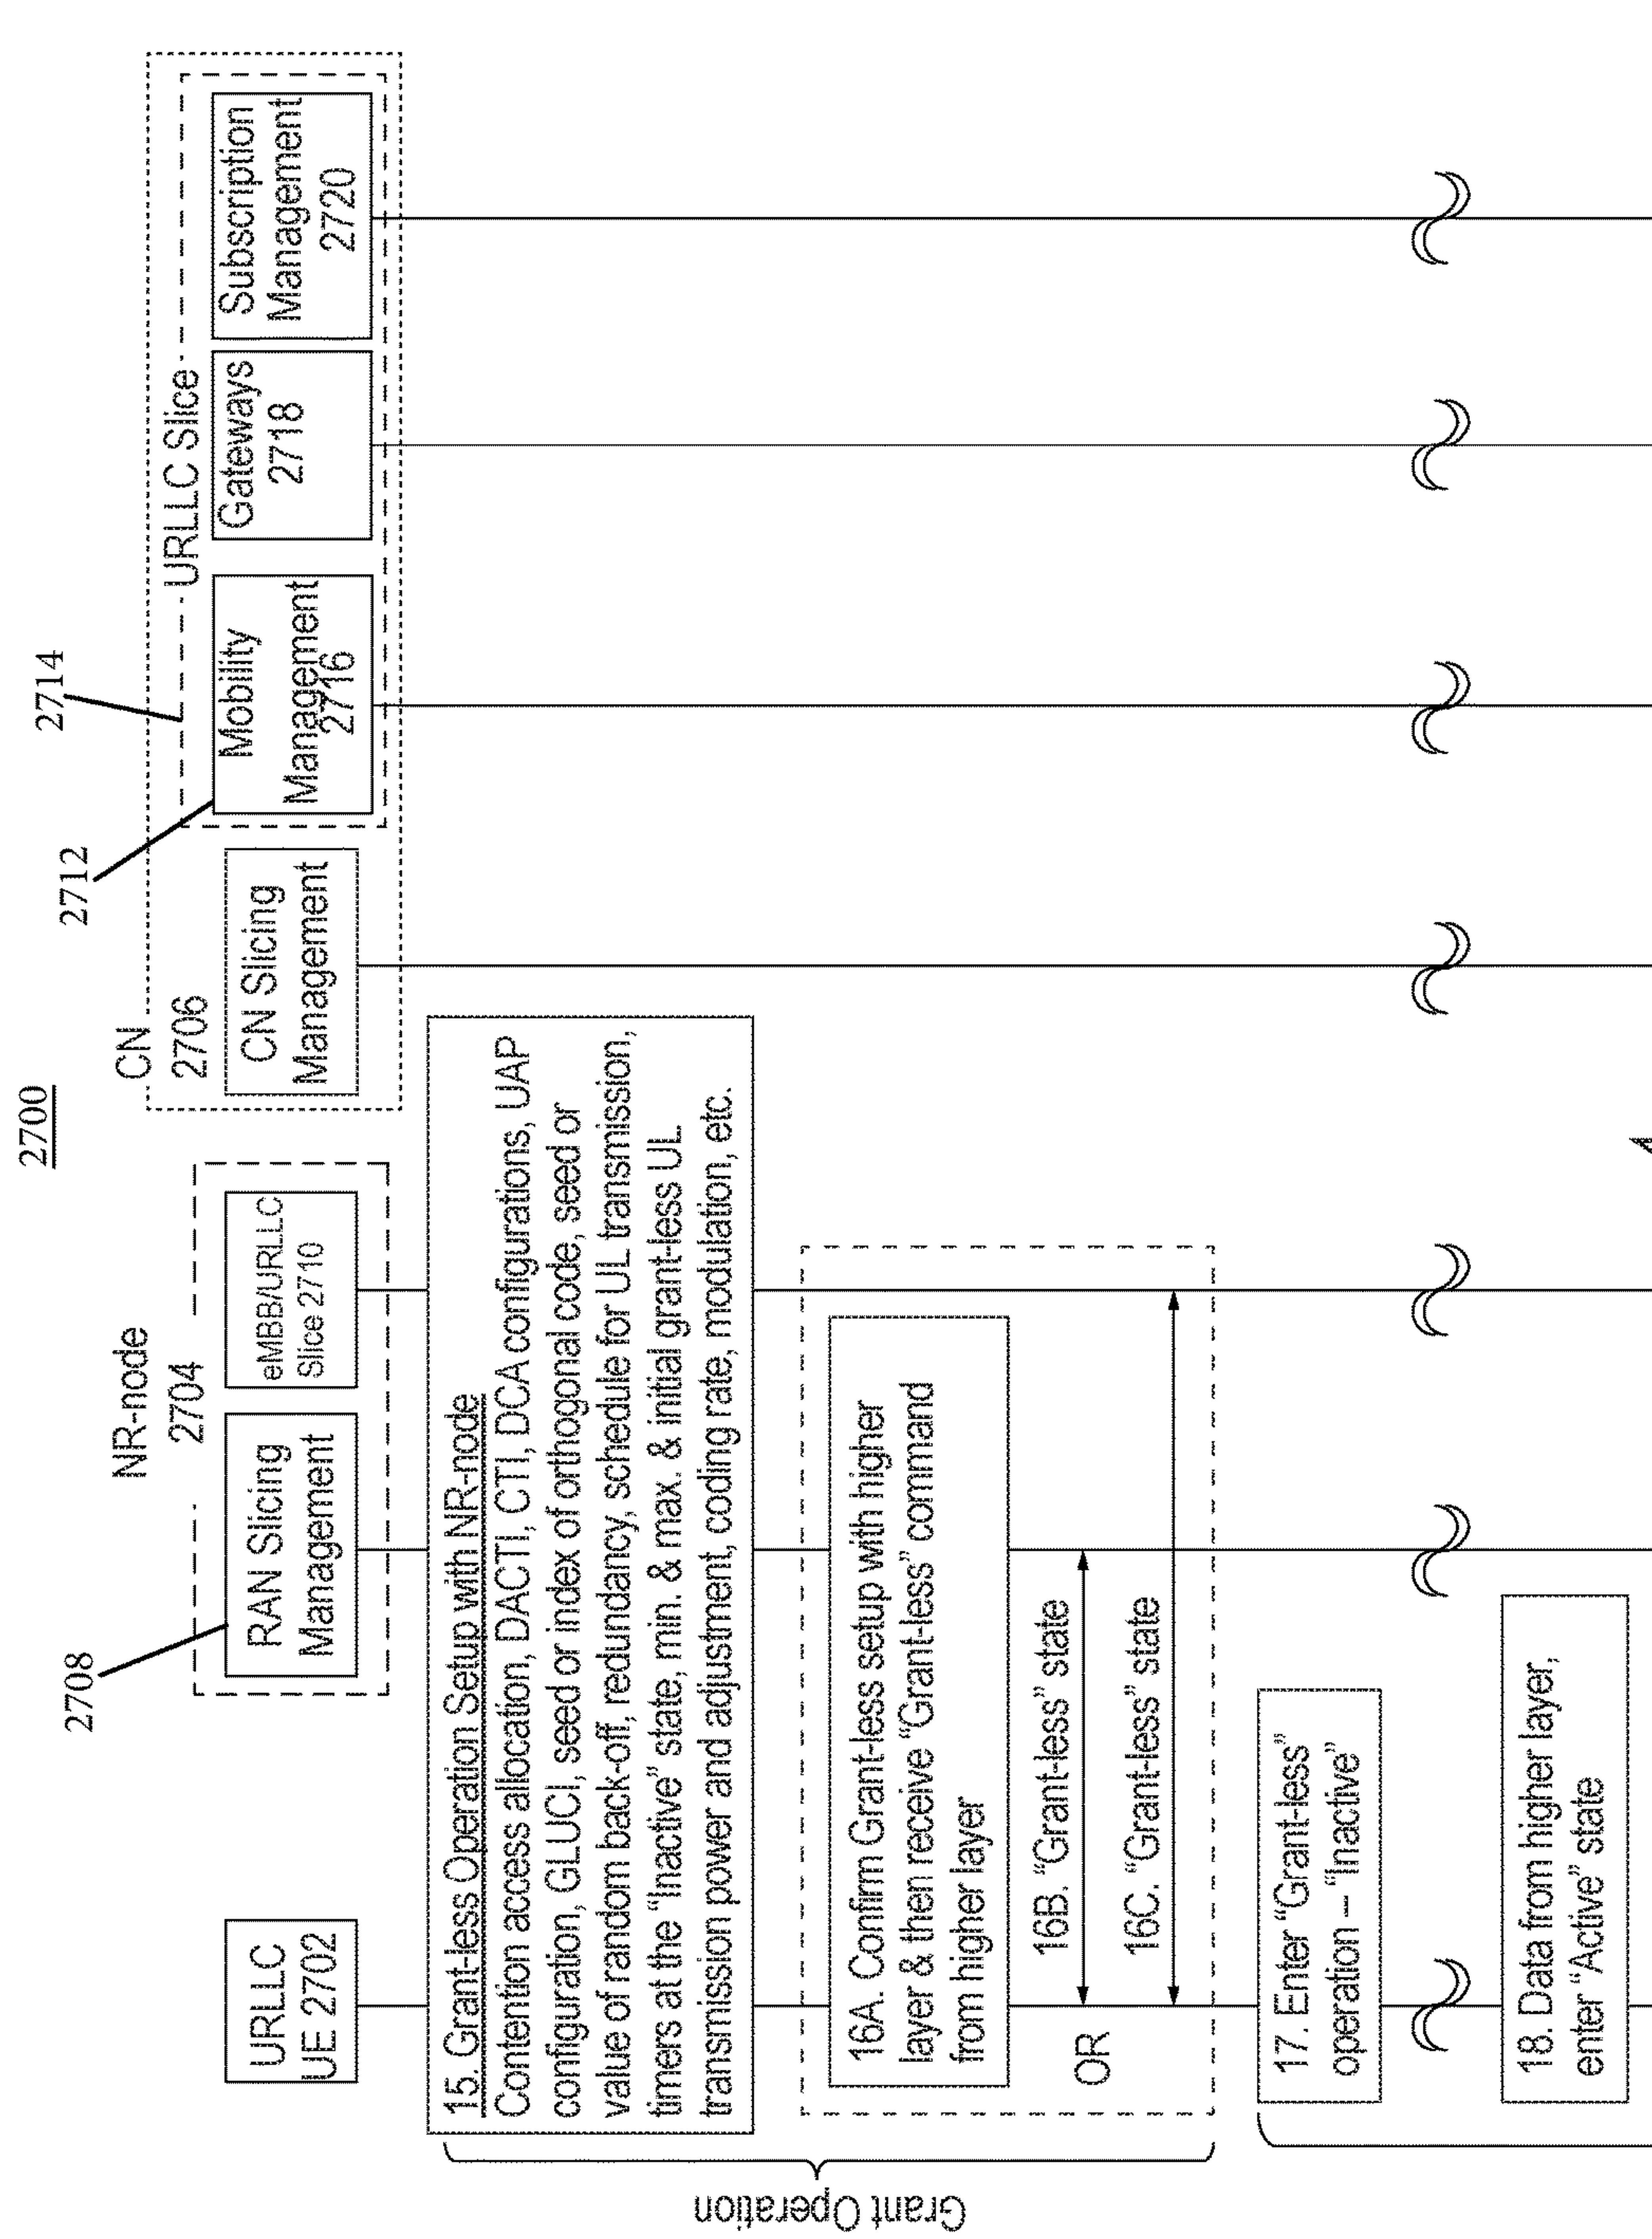 2700
2714
2712
2708
CN
2706
URLLC Slice
NR-node
2704
URLLC
UE 2702
RAN Slicing
Management
eMBB/URLLC
Slice 2710
CN Slicing
Management
Mobility
Management
2716
Gateways
2718
Subscription
Management
2720
15. Grant-less Operation Setup with NR-node
Contention access allocation, DACTI, CTI, DCA configurations, UAP
configuration, GLUCI, seed or index of orthogonal code, seed or
value of random back-off, redundancy, schedule for UL transmission,
timers at the “Inactive” state, min. & max. & initial grant-less UL
transmission power and adjustment, coding rate, modulation, etc.
16A. Confirm Grant-less setup with higher
layer & then receive “Grant-less” command
from higher layer
OR
16B. “Grant-less” state
16C. “Grant-less” state
17. Enter “Grant-less”
operation – “Inactive”
18. Data from higher layer,
enter “Active” state
Grant Operation